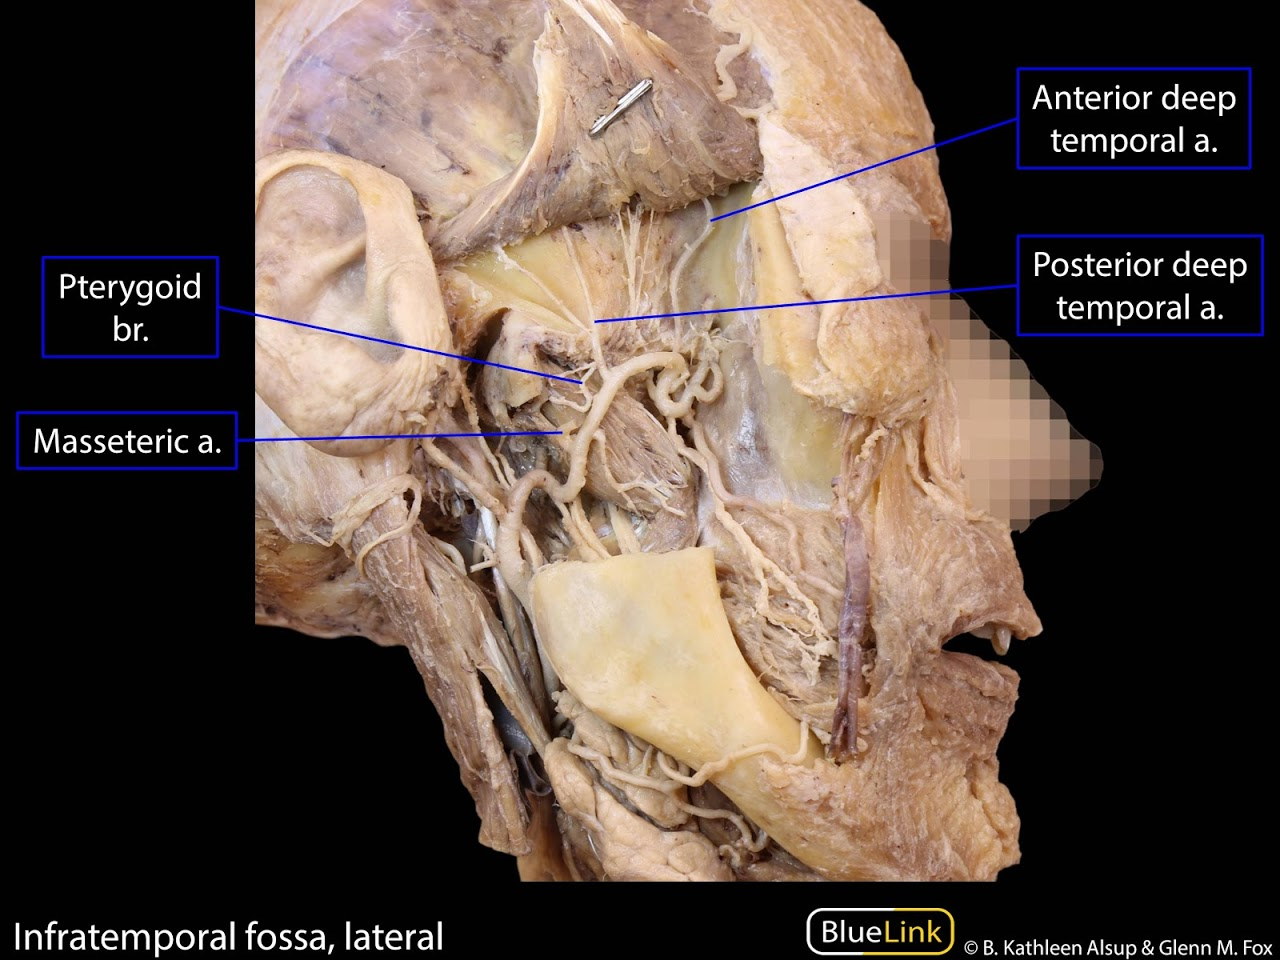 Anterior deep
temporal a.
Posterior deep
temporal a.
Pterygoid
br.
Masseteric a.
Infratemporal fossa, lateral
BlueLink
© B. Kathleen Alsup & Glenn M. Fox